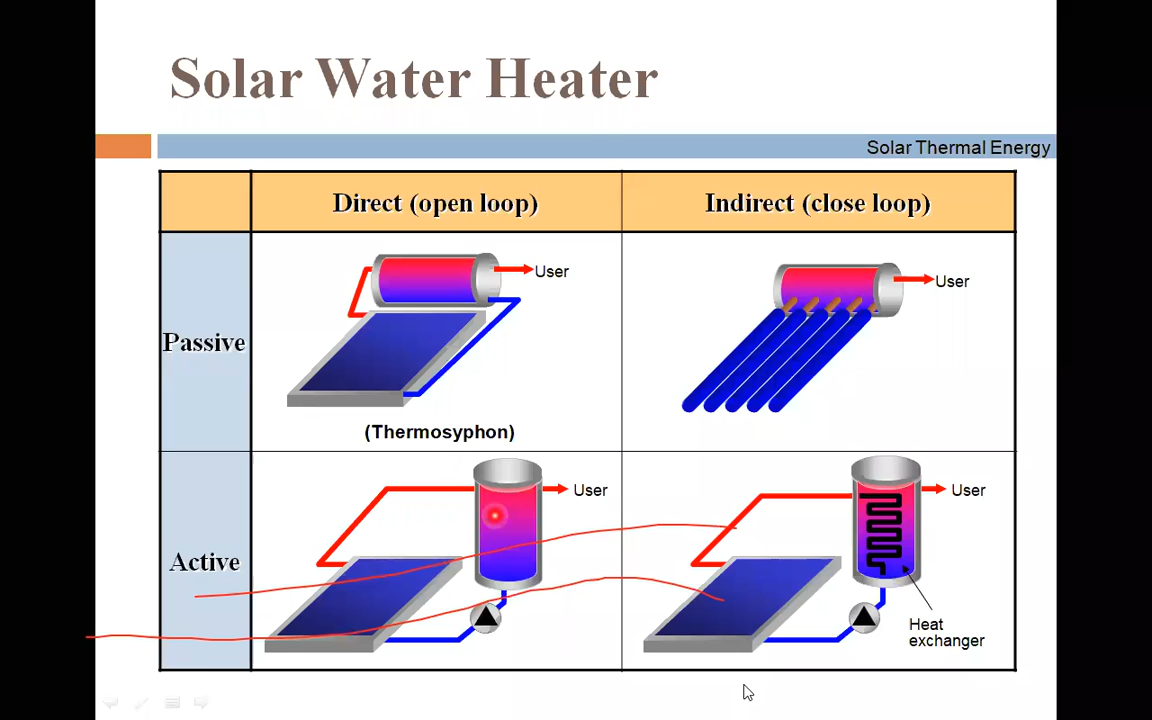 Solar Water Heater
Solar Thermal Energy
Direct (open loop)
Indirect (close loop)
Passive
User
(Thermosyphon)
User
Active
User
User
Heat
exchanger